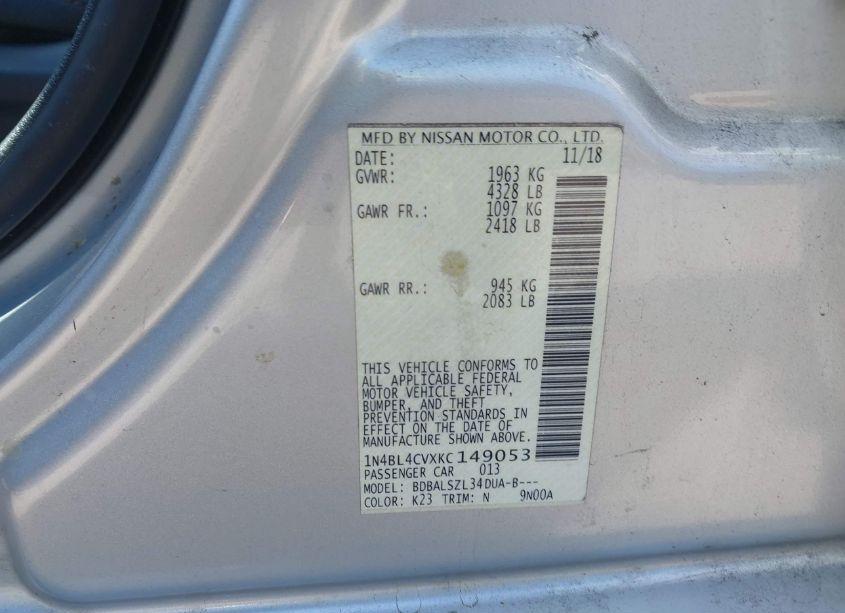 MFD BY NISSAN MOTOR CO., LTD.
DATE: 11/18
GVWR: 1963 KG
4328 LB
GAWR FR.: 1097 KG
2418 LB
GAWR RR.: 945 KG
2083 LB
THIS VEHICLE CONFORMS TO
ALL APPLICABLE FEDERAL
MOTOR VEHICLE SAFETY,
BUMPER, AND THEFT
PREVENTION STANDARDS IN
EFFECT ON THE DATE OF
MANUFACTURE SHOWN ABOVE.
1N4BL4CVXKC149053
PASSENGER CAR 013
MODEL: BDBALSZL34DUA-B---
COLOR: K23 TRIM: N 9N00A